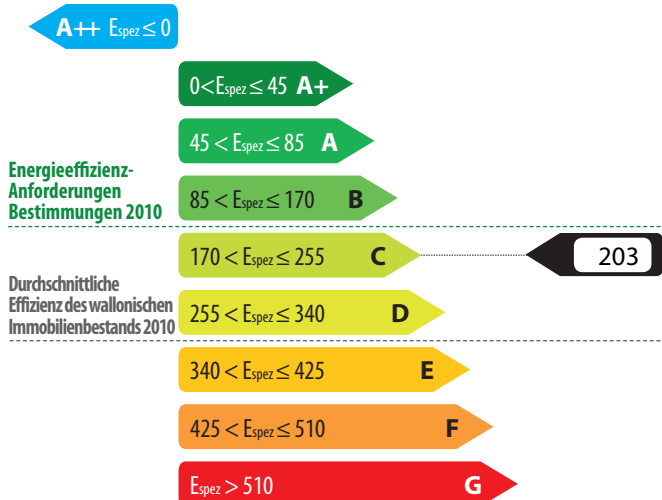 A++ Espez ≤ 0
0 < Espez ≤ 45 A+
45 < Espez ≤ 85 A
Energieeffizienz-
Anforderungen
Bestimmungen 2010
85 < Espez ≤ 170 B
170 < Espez ≤ 255 C
203
Durchschnittliche
Effizienz des wallonischen
Immobilienbestands 2010
255 < Espez ≤ 340 D
340 < Espez ≤ 425 E
425 < Espez ≤ 510 F
Espez > 510 G